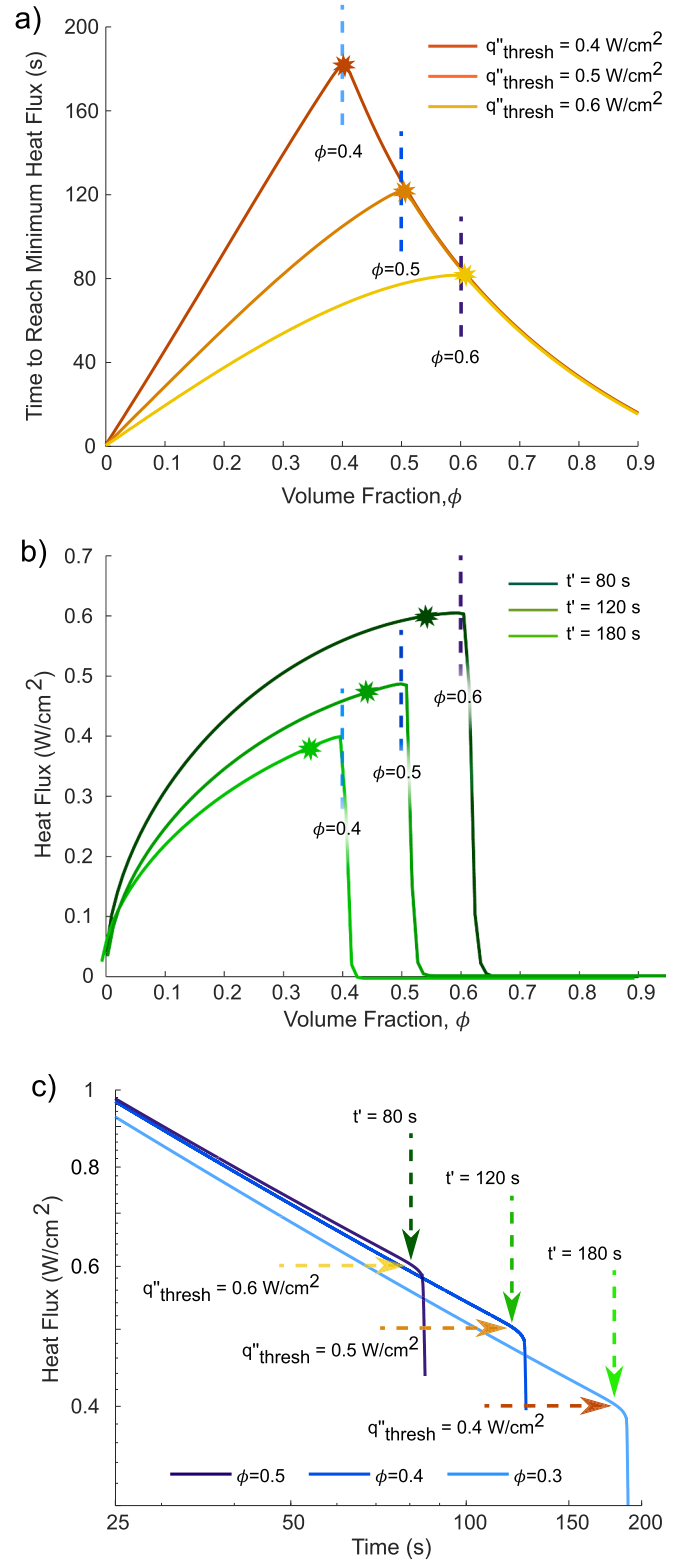 a)
Time to Reach Minimum Heat Flux (s)
200
160
120
80
40
0
q"thresh = 0.4 W/cm2
q"thresh = 0.5 W/cm2
q"thresh = 0.6 W/cm2
ϕ=0.4
ϕ=0.5
ϕ=0.6
0 0.1 0.2 0.3 0.4 0.5 0.6 0.7 0.8 0.9
Volume Fraction,ϕ
b)
Heat Flux (W/cm2)
0.7
0.6
0.5
0.4
0.3
0.2
0.1
0
t' = 80 s
t' = 120 s
t' = 180 s
ϕ=0.6
ϕ=0.5
ϕ=0.4
0 0.1 0.2 0.3 0.4 0.5 0.6 0.7 0.8 0.9
Volume Fraction, ϕ
c)
Heat Flux (W/cm2)
1
0.8
0.6
0.4
t' = 80 s
t' = 120 s
t' = 180 s
q"thresh = 0.6 W/cm2
q"thresh = 0.5 W/cm2
q"thresh = 0.4 W/cm2
ϕ=0.5 ϕ=0.4 ϕ=0.3
25 50 100 150 200
Time (s)